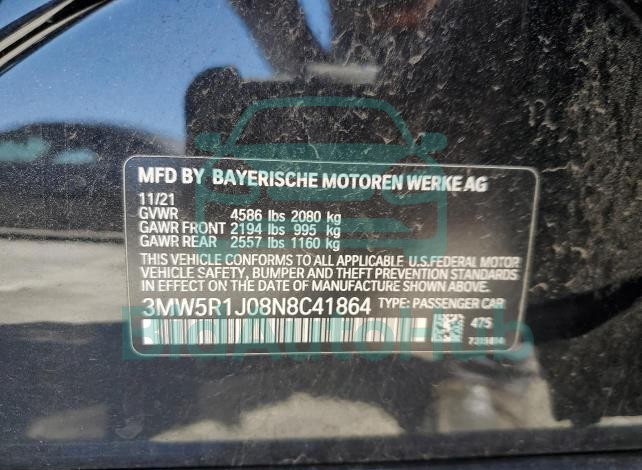 MFD BY BAYERISCHE MOTOREN WERKE AG
11/21
GVWR 4586 lbs 2080 kg
GAWR FRONT 2194 lbs 995 kg
GAWR REAR 2557 lbs 1160 kg
THIS VEHICLE CONFORMS TO ALL APPLICABLE U.S.FEDERAL MOTOR
VEHICLE SAFETY, BUMPER AND THEFT PREVENTION STANDARDS
IN EFFECT ON THE DATE OF MANUFACTURE SHOWN ABOVE.
3MW5R1J08N8C41864 TYPE: PASSENGER CAR
475
BidAutoHub